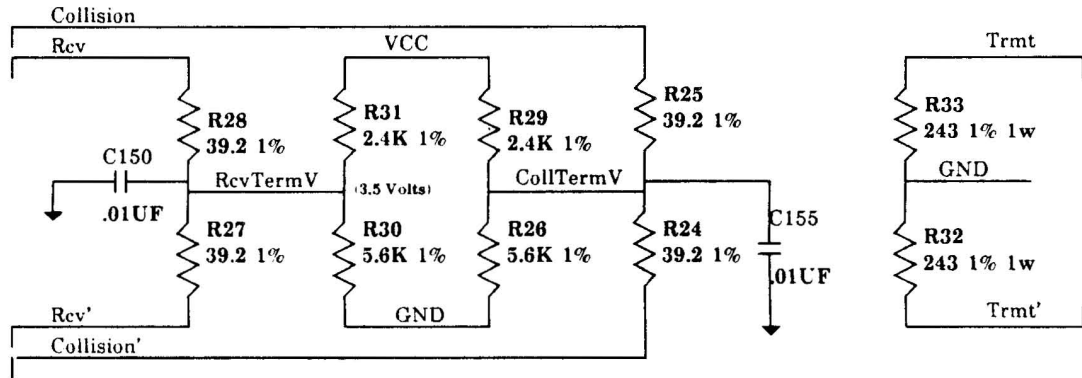 Collision
Rcv
VCC
Trmt
R28
39.2 1%
R31
2.4K 1%
R29
2.4K 1%
R25
39.2 1%
R33
243 1% 1w
C150
.01UF
RcvTermV
(3.5 Volts)
CollTermV
GND
R27
39.2 1%
R30
5.6K 1%
R26
5.6K 1%
R24
39.2 1%
C155
.01UF
R32
243 1% 1w
Rcv'
GND
Trmt'
Collision'